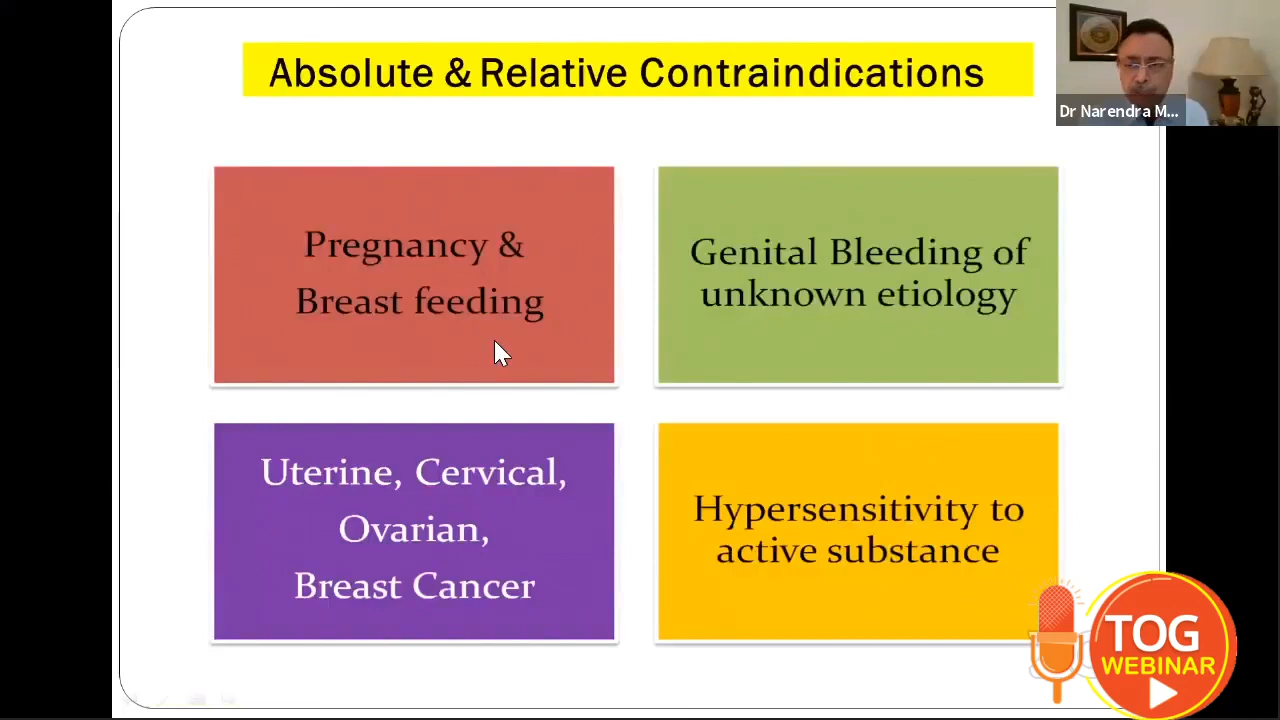 Absolute & Relative Contraindications
Dr Narendra M...
Pregnancy &
Breast feeding
Genital Bleeding of
unknown etiology
Uterine, Cervical,
Ovarian,
Breast Cancer
Hypersensitivity to
active substance
TOG
WEBINAR